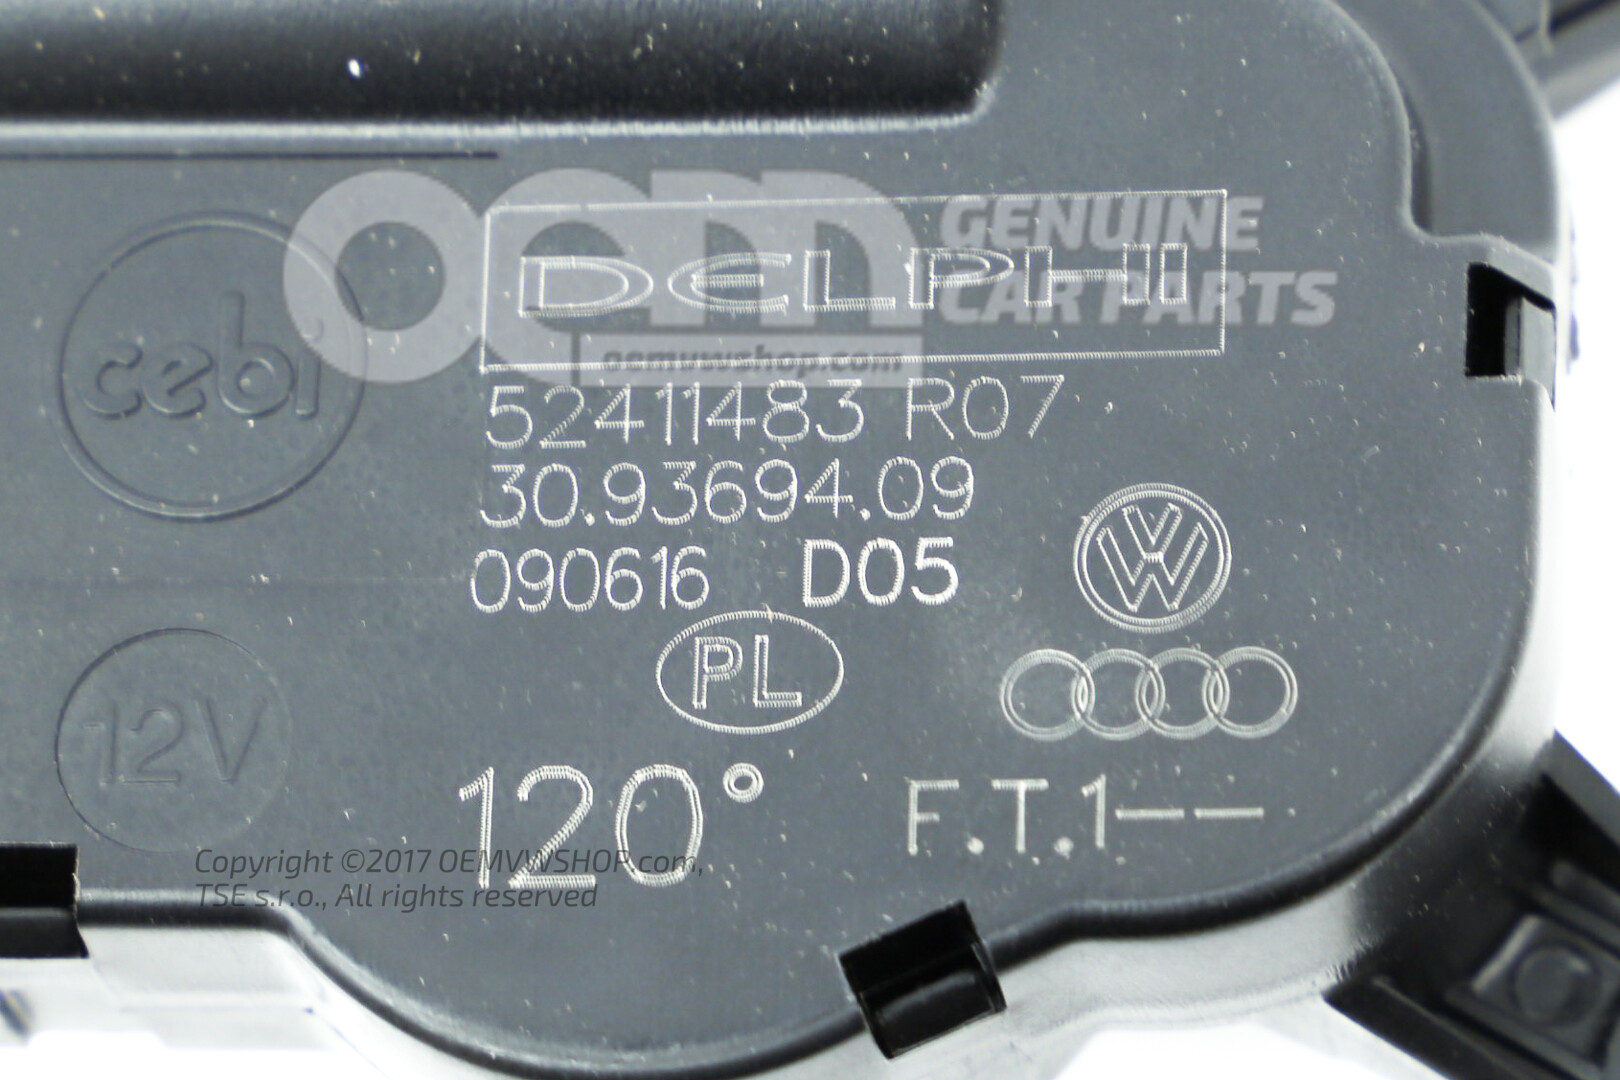 oem GENUINE
CAR PARTS
oemvwshop.com
DELPHI
cebi
52411483 R07
30.93694.09
090616 D05
PL
12V
120°
F.T.1--
Copyright ©2017 OEMVWSHOP.com,
TSE s.r.o., All rights reserved